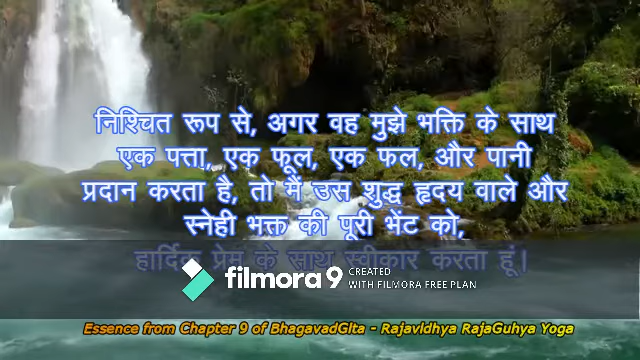 निश्चित रूप से, अगर वह मुझे भक्ति के साथ
एक पत्ता, एक फूल, एक फल, और पानी
प्रदान करता है, तो मैं उस शुद्ध हृदय वाले और
स्नेही भक्त की पूरी भेंट को,
हार्दिक प्रेम के साथ स्वीकार करता हूं।
filmora9 CREATED
WITH FILMORA FREE PLAN
Essence from Chapter 9 of BhagavadGita - Rajavidhya RajaGuhya Yoga